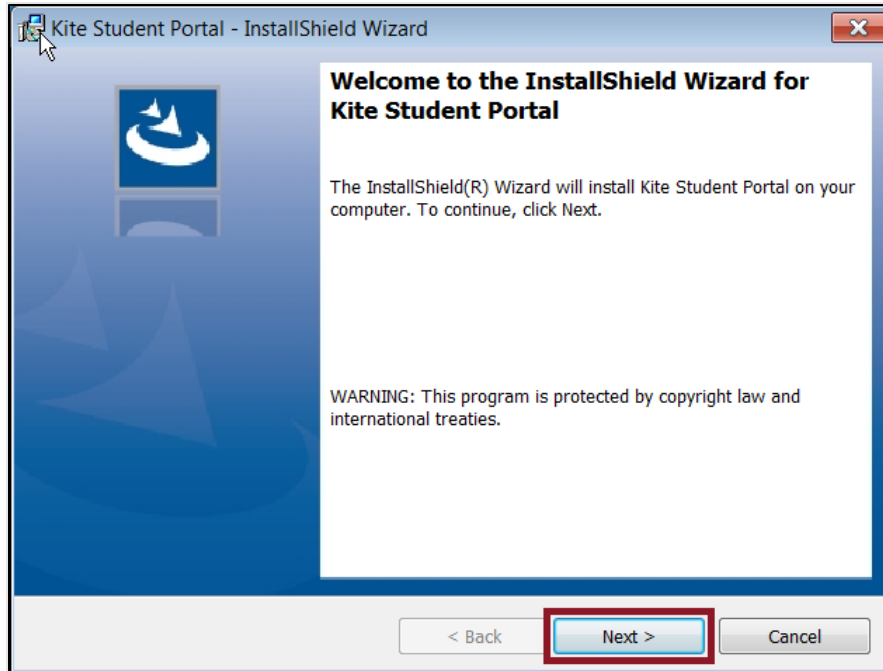 Kite Student Portal - InstallShield Wizard
Welcome to the InstallShield Wizard for
Kite Student Portal
The InstallShield(R) Wizard will install Kite Student Portal on your
computer. To continue, click Next.
WARNING: This program is protected by copyright law and
international treaties.
< Back
Next >
Cancel